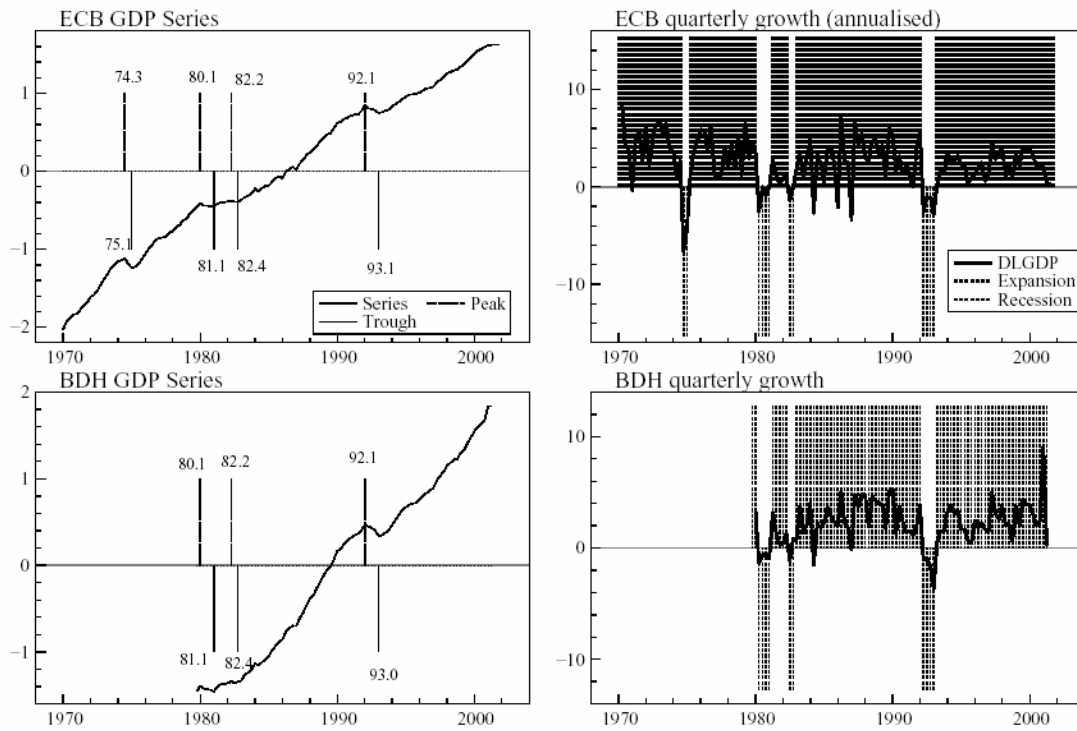 ECB GDP Series
74.3 80.1 82.2 92.1
1
0
−1
−2
75.1 81.1 82.4 93.1
Series Peak
Trough
1970 1980 1990 2000
ECB quarterly growth (annualised)
10
0
−10
DLGDP
Expansion
Recession
1970 1980 1990 2000
BDH GDP Series
2
1
0
−1
80.1 82.2 92.1
81.1 82.4 93.0
1970 1980 1990 2000
BDH quarterly growth
10
0
−10
1970 1980 1990 2000